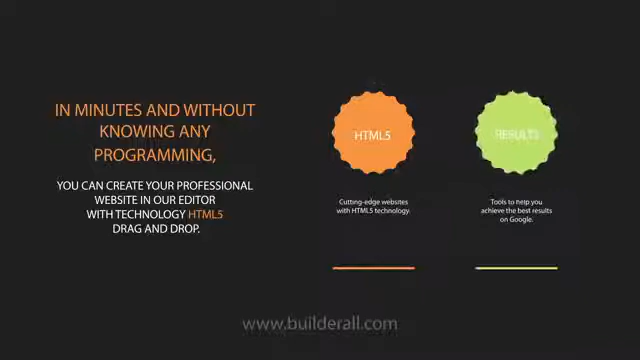 IN MINUTES AND WITHOUT
KNOWING ANY
PROGRAMMING,
YOU CAN CREATE YOUR PROFESSIONAL
WEBSITE IN OUR EDITOR
WITH TECHNOLOGY HTML5
DRAG AND DROP.
HTML5
Cutting-edge websites
with HTML5 technology.
RESULTS
Tools to help you
achieve the best results
on Google.
www.builderall.com